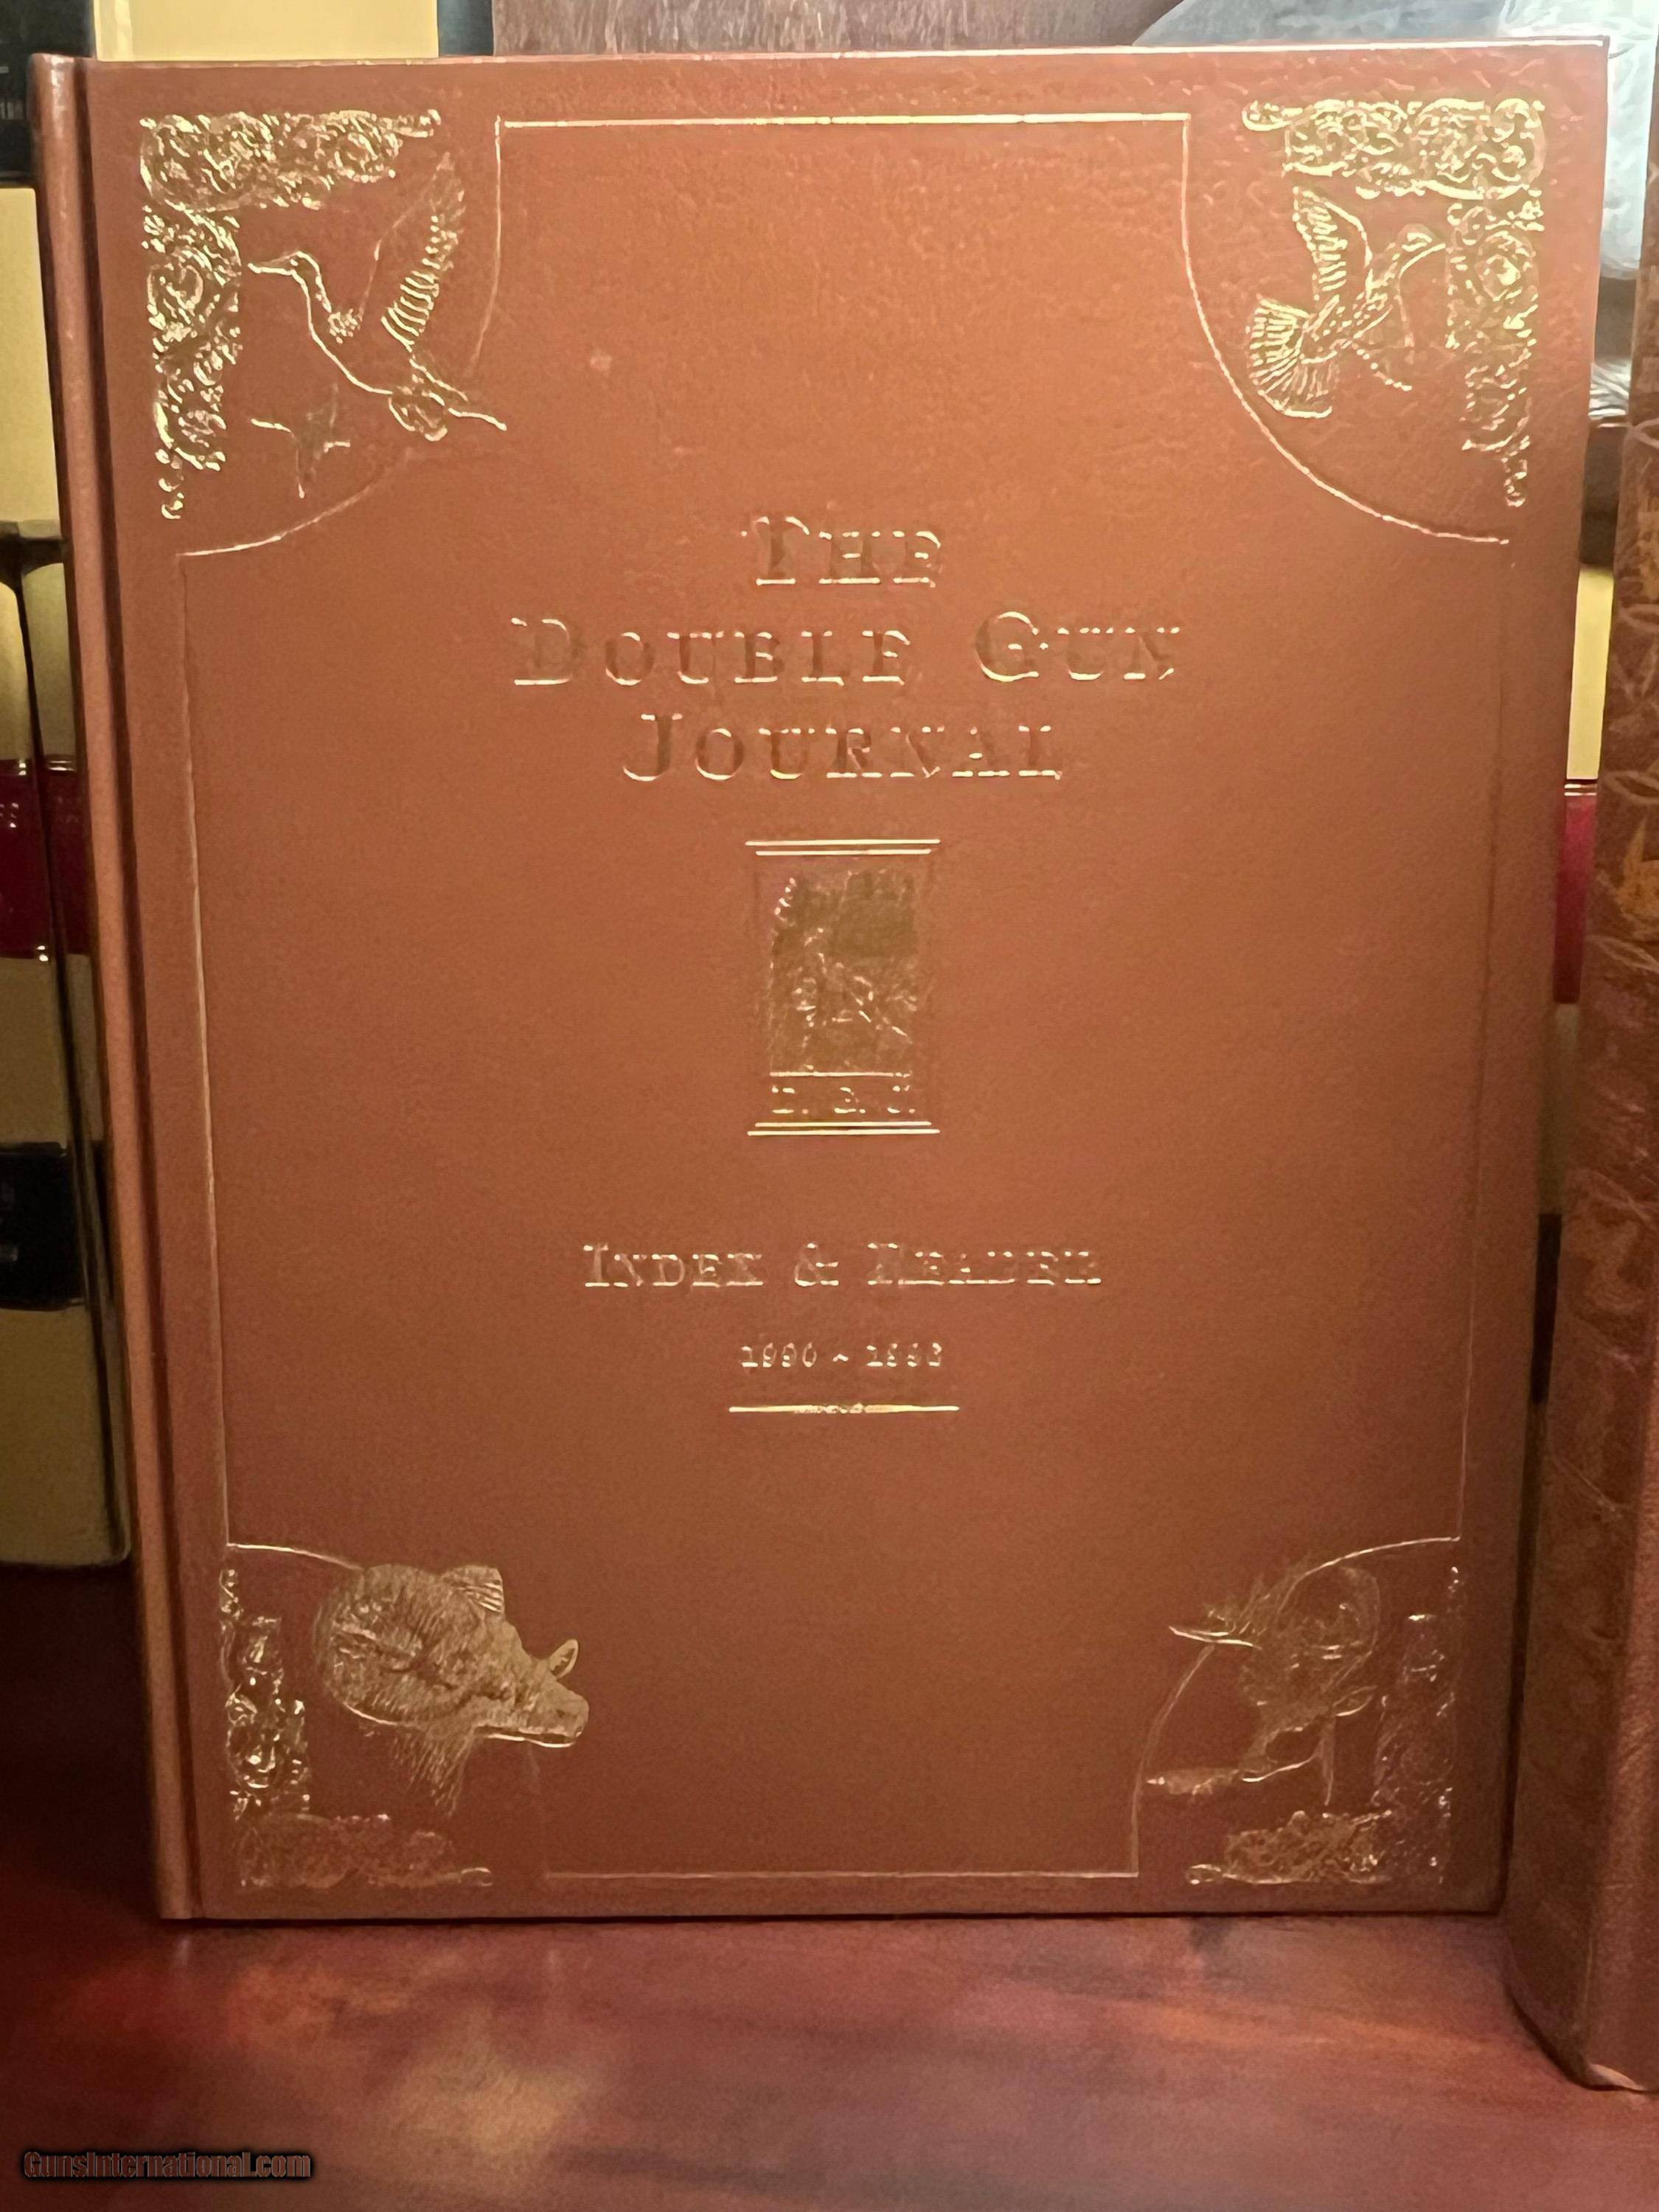 THE
DOUBLE GUN
JOURNAL
D. G. J.
INDEX & READER
GunsInternational.com